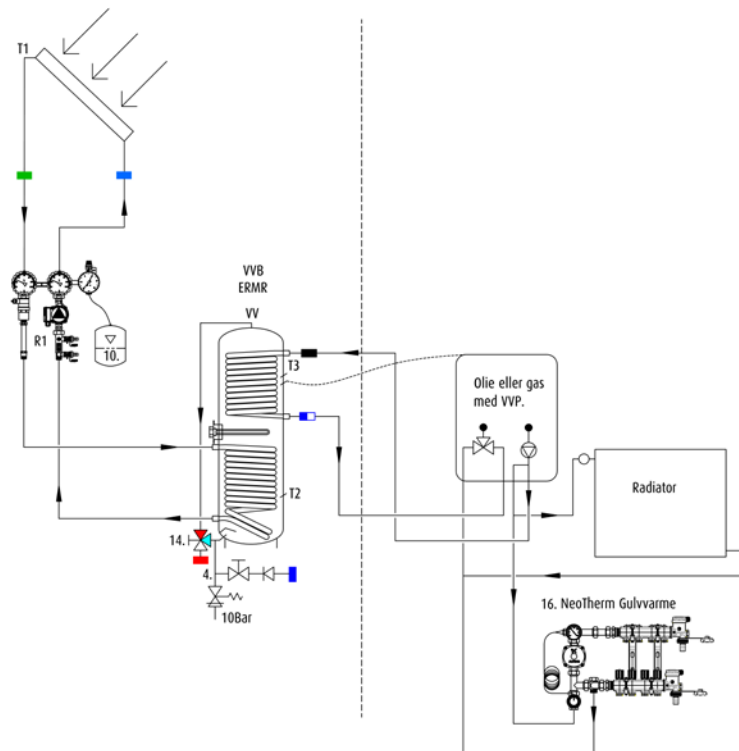 T1
VVB
ERMR
VV
R1
10.
T3
Olie eller gas
med VVP.
Radiator
T2
14.
4.
10Bar
16. NeoTherm Gulvvarme